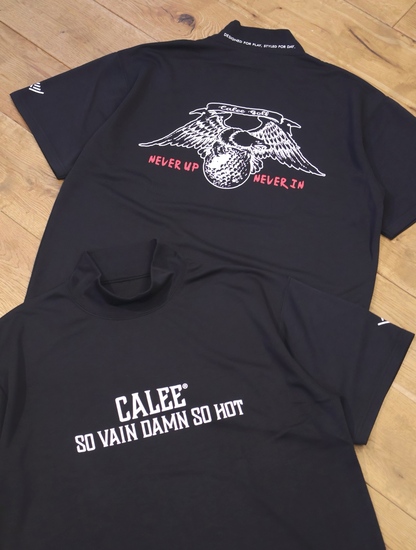 DESIGNED FOR PLAY, STYLED FOR DAY.
Calee Golf
NEVER UP
NEVER IN
CALEE®
SO VAIN DAMN SO HOT